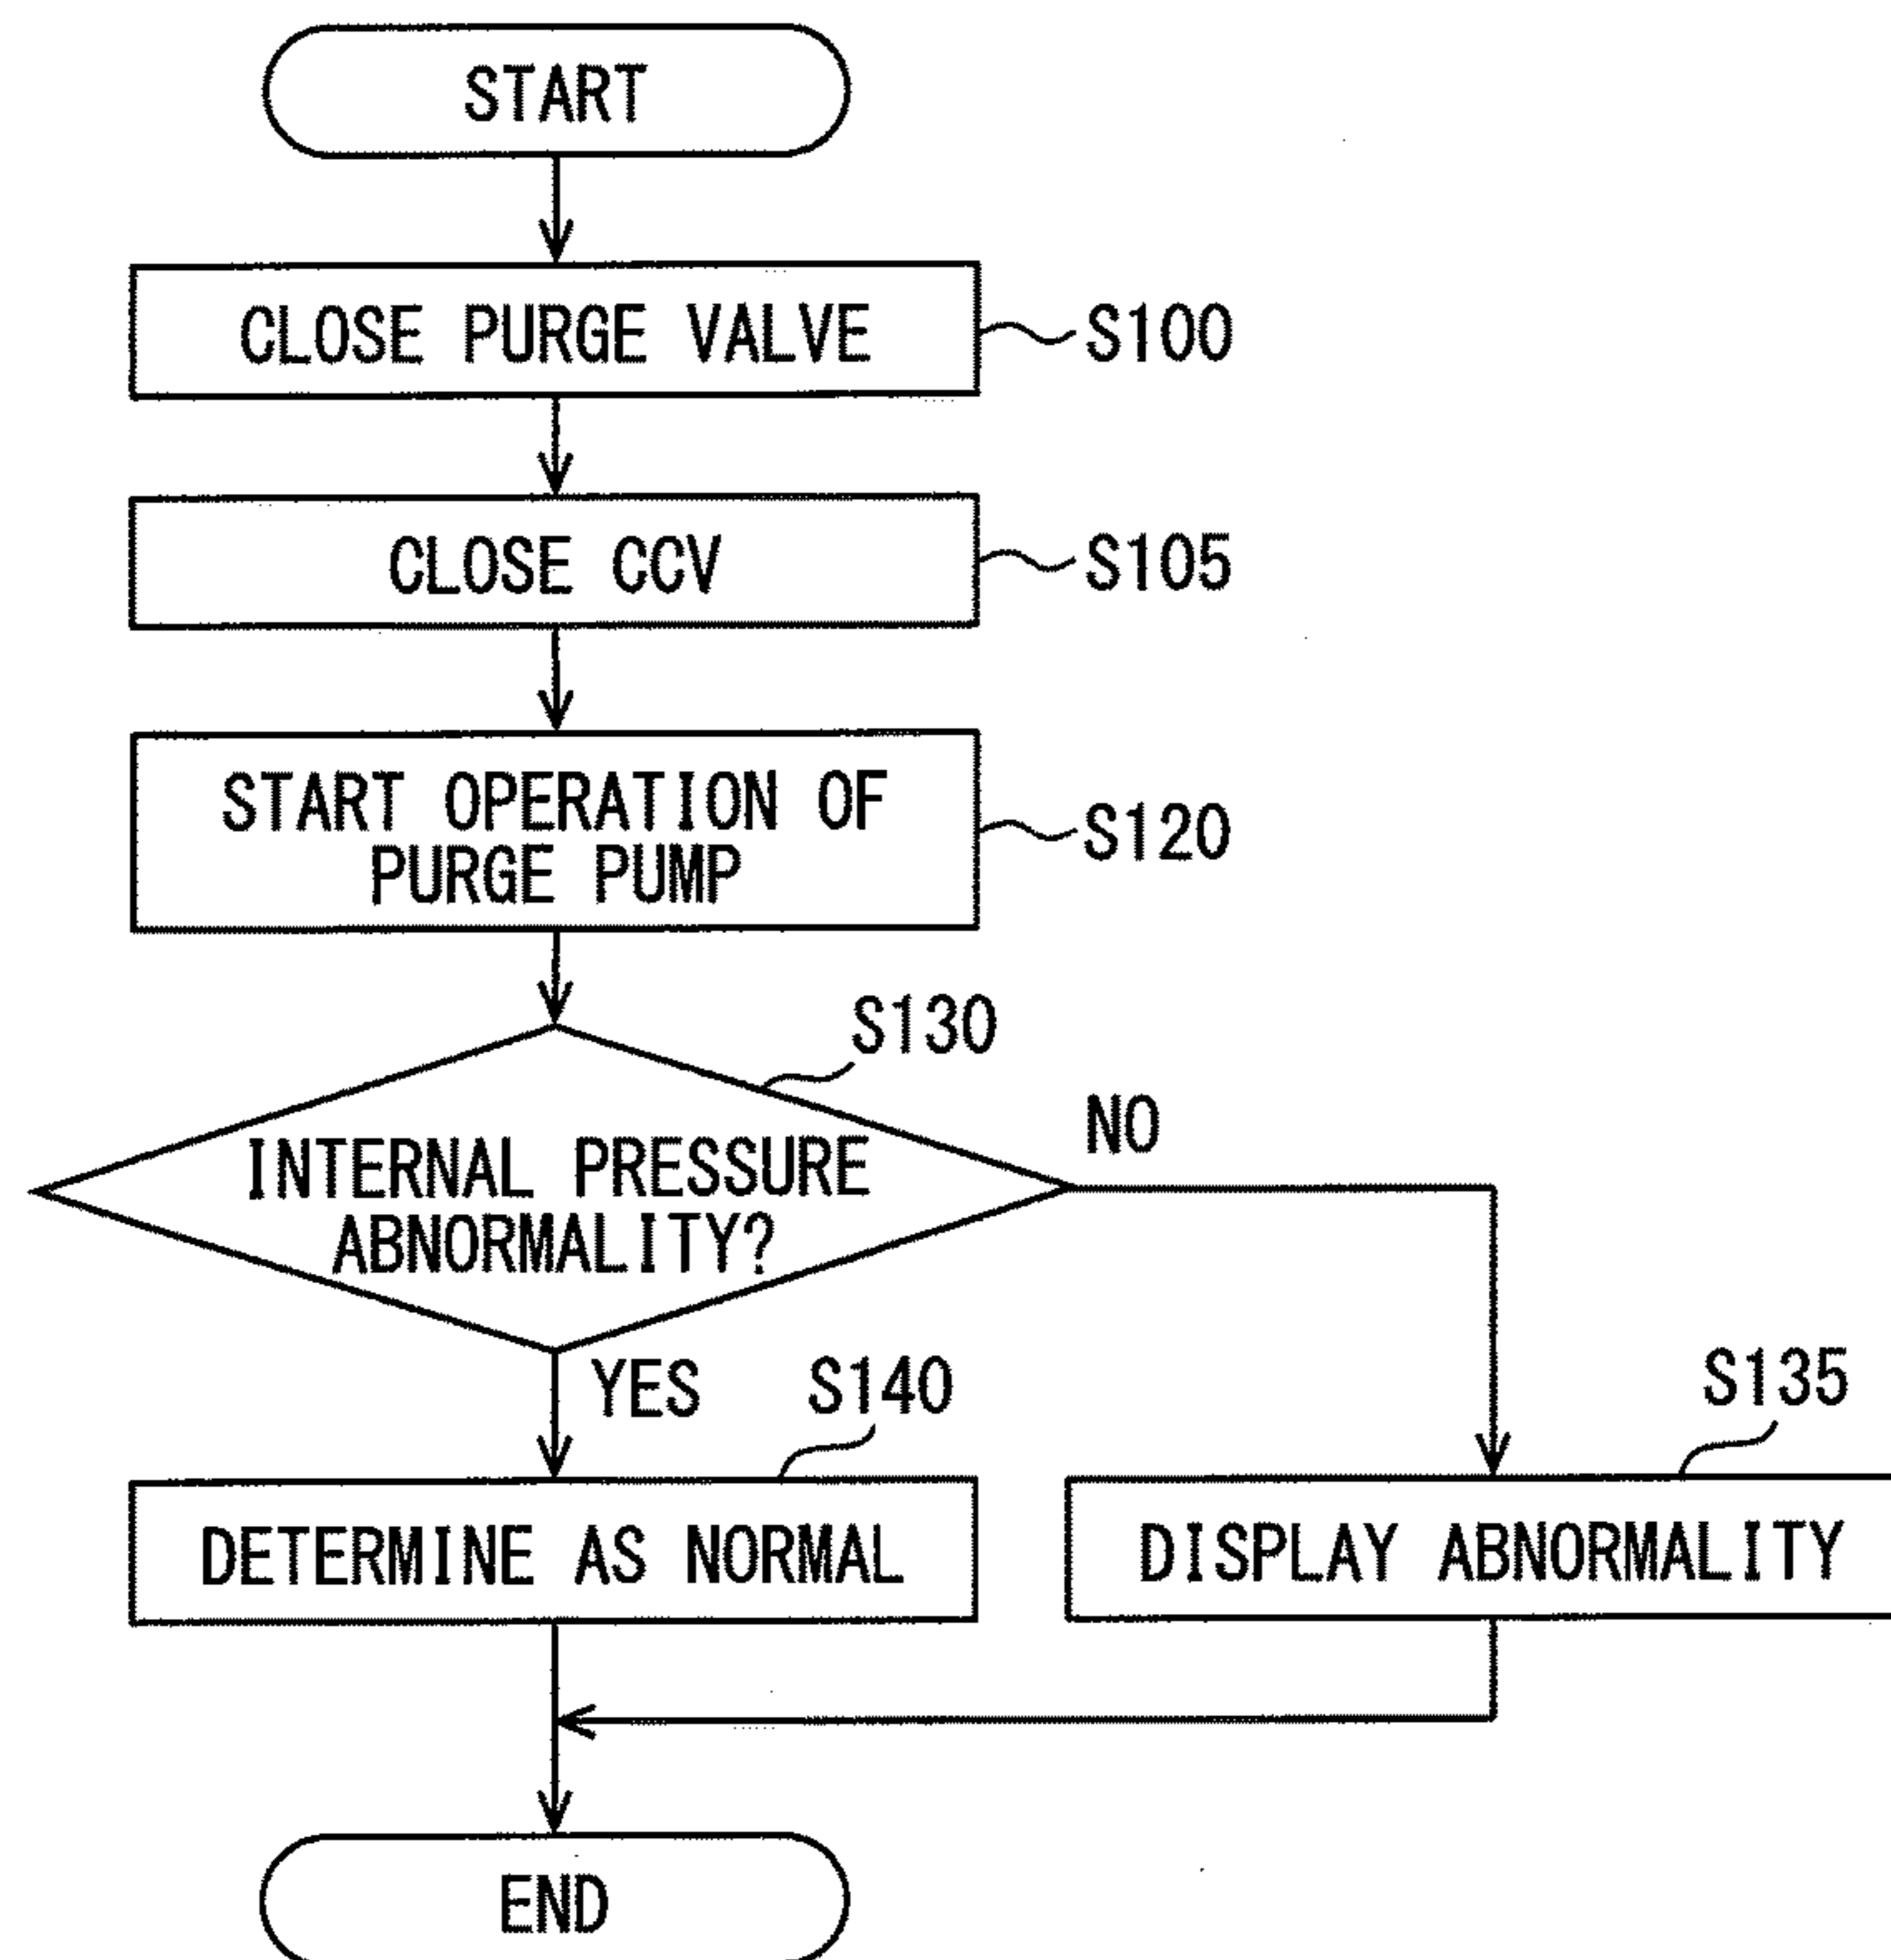 START
CLOSE PURGE VALVE
S100
CLOSE CCV
S105
START OPERATION OF
PURGE PUMP
S120
S130
INTERNAL PRESSURE
ABNORMALITY?
NO
YES
S140
S135
DETERMINE AS NORMAL
DISPLAY ABNORMALITY
END